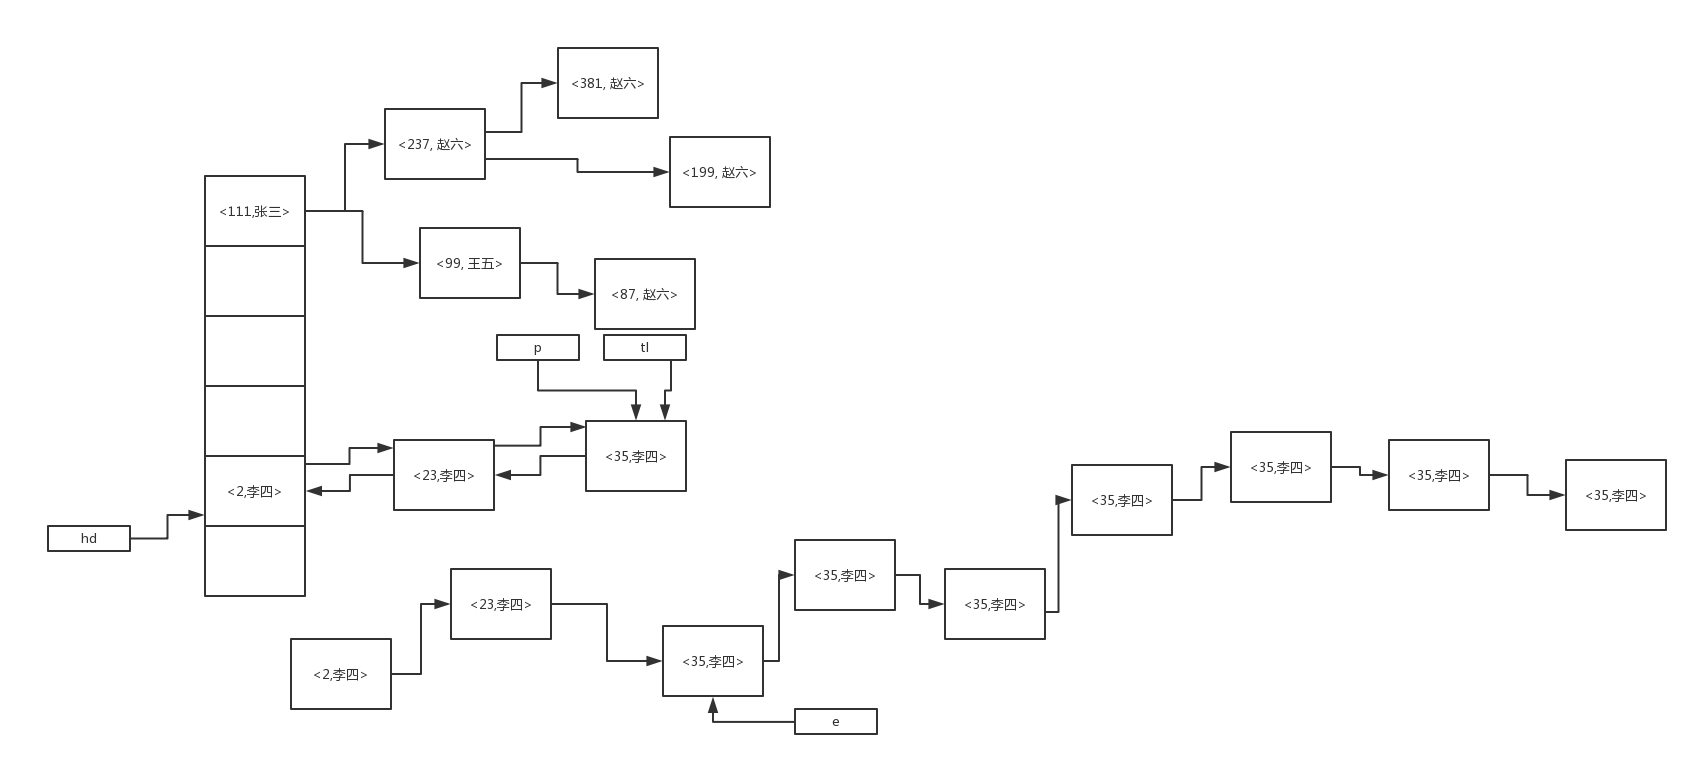 <381, 赵六>
<237, 赵六>
<199, 赵六>
<111,张三>
<99, 王五>
<87, 赵六>
p
tl
<35,李四>
<23,李四>
<2,李四>
hd
<35,李四>
<35,李四>
<35,李四>
<35,李四>
<35,李四>
<35,李四>
<23,李四>
<35,李四>
<2,李四>
e